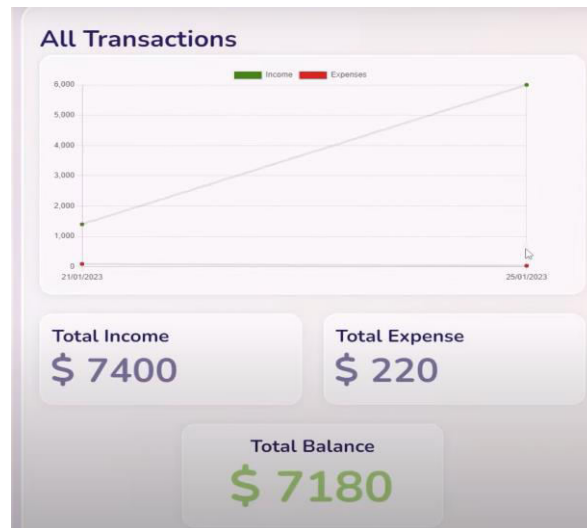 All Transactions
Income Expenses
6,000
5,000
4,000
3,000
2,000
1,000
0
21/01/2023 25/01/2023
Total Income
$ 7400
Total Expense
$ 220
Total Balance
$ 7180